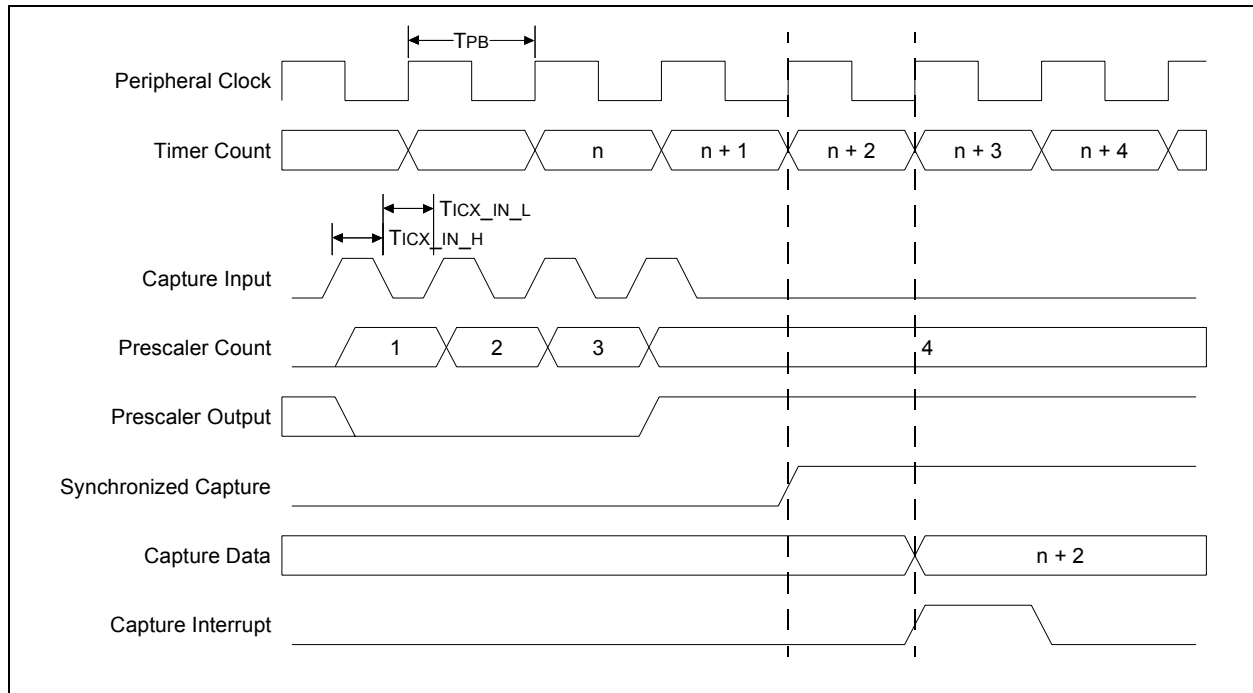 TPB
Peripheral Clock
Timer Count
n
n + 1
n + 2
n + 3
n + 4
TICX_IN_L
TICX_IN_H
Capture Input
Prescaler Count
1
2
3
4
Prescaler Output
Synchronized Capture
Capture Data
n + 2
Capture Interrupt